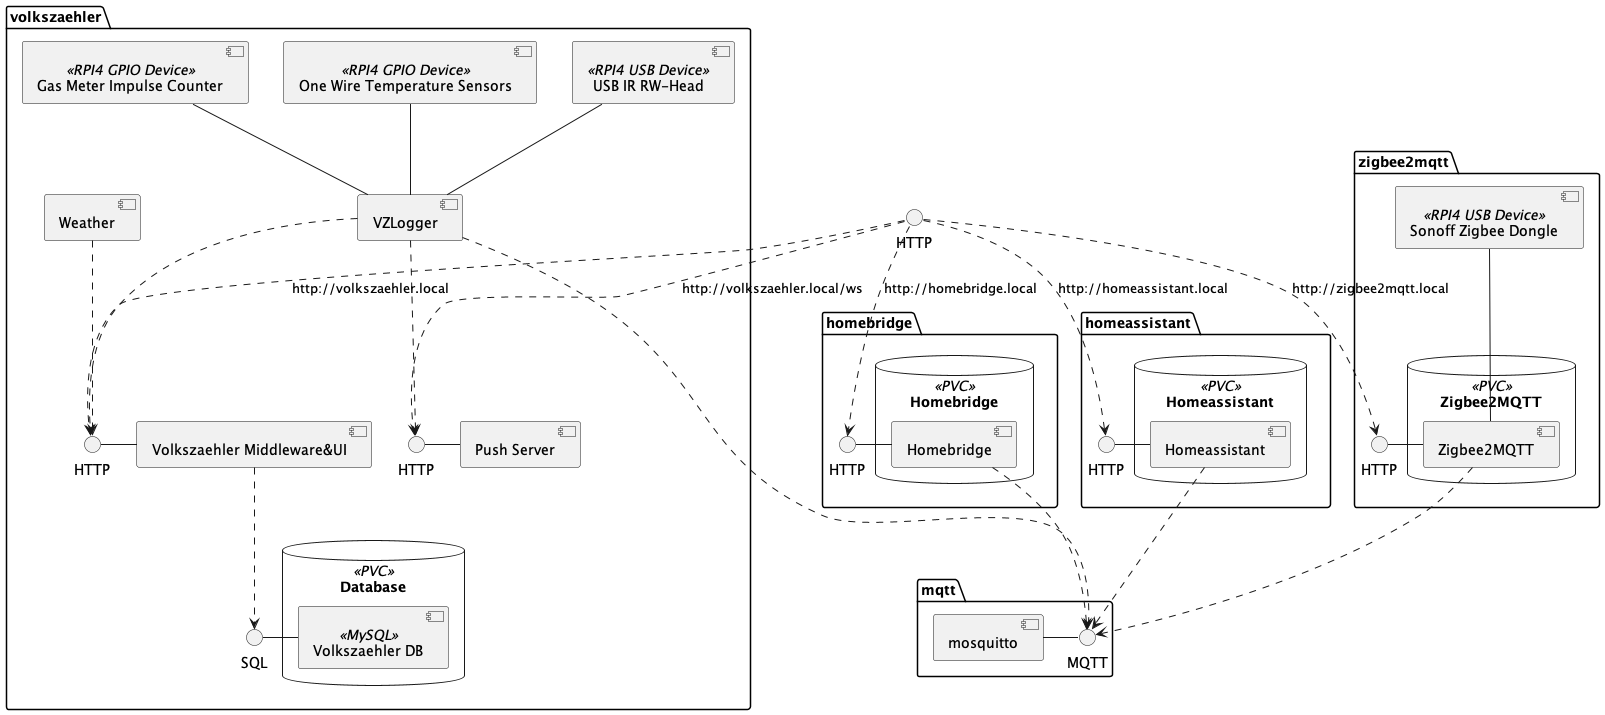 volkszaehler
«RPI4 GPIO Device»
Gas Meter Impulse Counter
«RPI4 GPIO Device»
One Wire Temperature Sensors
«RPI4 USB Device»
USB IR RW-Head
Weather
VZLogger
HTTP
zigbee2mqtt
«RPI4 USB Device»
Sonoff Zigbee Dongle
http://volkszaehler.local
http://volkszaehler.local/ws
http://homebridge.local
http://homeassistant.local
http://zigbee2mqtt.local
homebridge
homeassistant
«PVC»
Homebridge
«PVC»
Homeassistant
«PVC»
Zigbee2MQTT
HTTP
Volkszaehler Middleware&UI
HTTP
Push Server
HTTP
Homebridge
HTTP
Homeassistant
HTTP
Zigbee2MQTT
«PVC»
Database
«MySQL»
Volkszaehler DB
SQL
mqtt
mosquitto
MQTT